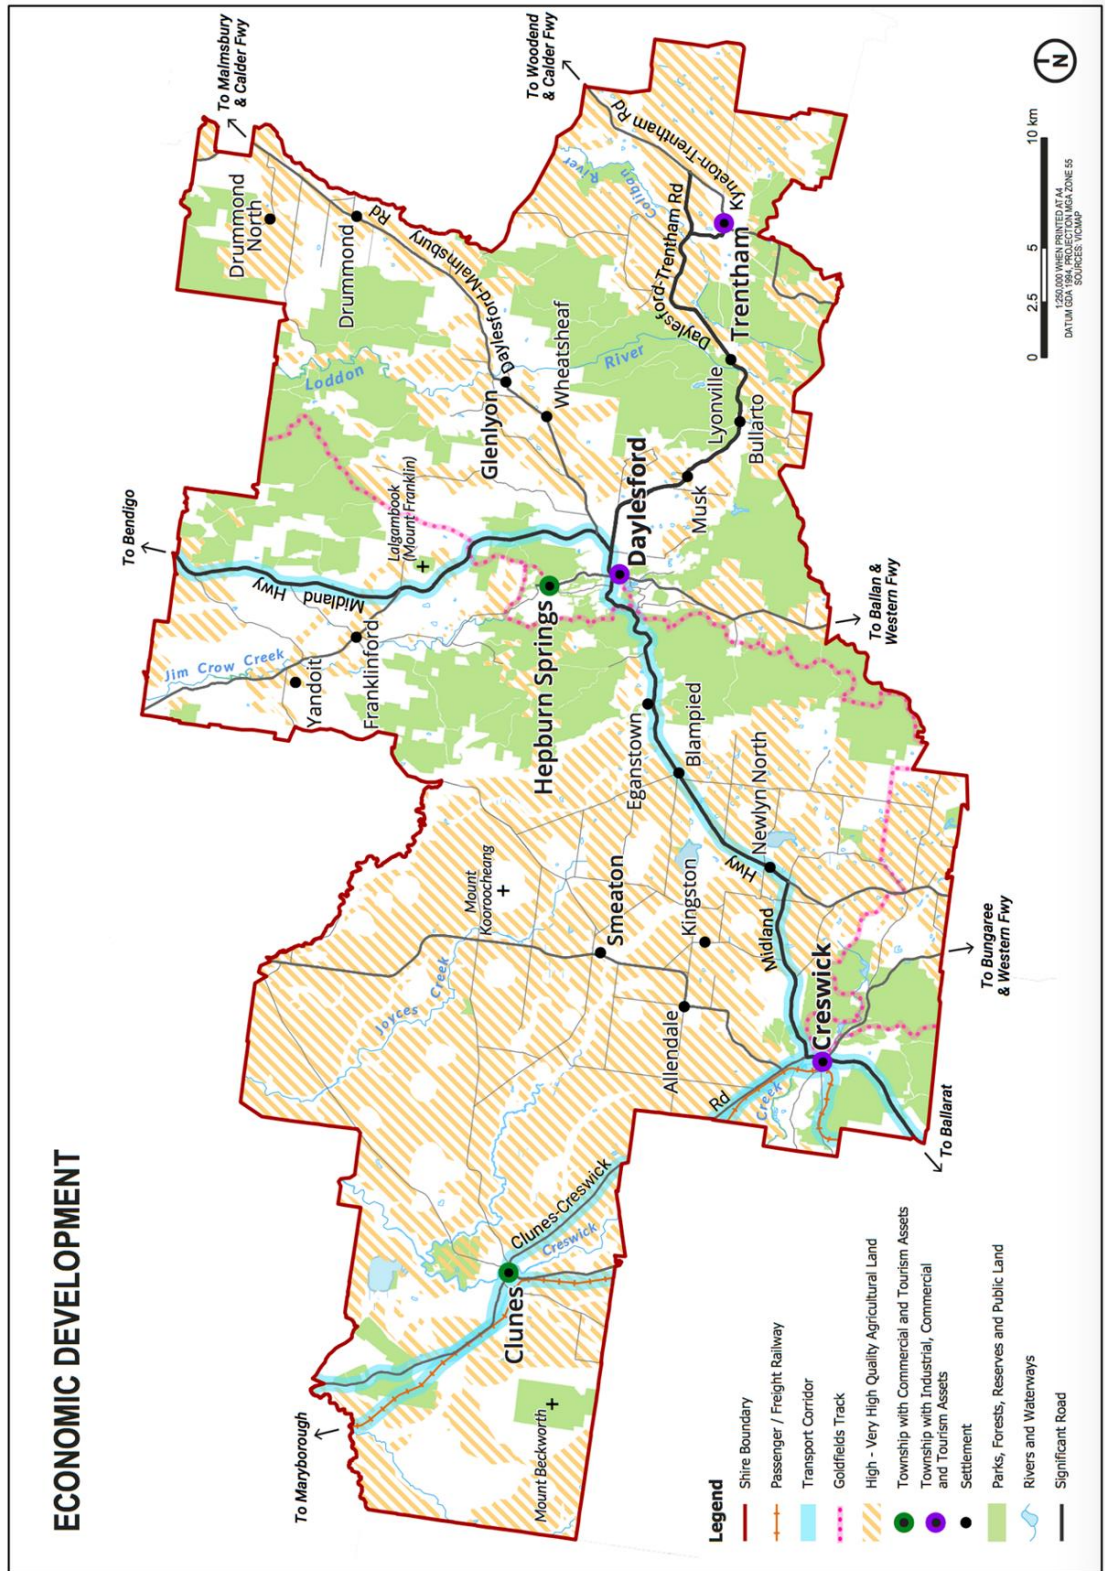 ECONOMIC DEVELOPMENT
To Maryborough
Mount Beckworth
Clunes
Clunes-Creswick
Rd
Creswick
Creek
Joyces Creek
Mount
Kooroocheang
Smeaton
Kingston
Allendale
Midland
Hwy
Creswick
To Ballarat
To Bungaree
& Western Fwy
Newlyn North
Blampied
Eganstown
Hepburn Springs
Daylesford
To Ballan &
Western Fwy
Yandoit
Franklinford
Jim Crow Creek
Midland Hwy
To Bendigo
Lalgambook
(Mount Franklin)
Loddon
River
Glenlyon
Wheatsheaf
Daylesford-Malmsbury
Rd
Drummond
Drummond
North
To Malmsbury
& Calder Fwy
Musk
Bullarto
Lyonville
Daylesford-Trentham Rd
Trentham
Kyneton-Trentham Rd
Coliban
River
To Woodend
& Calder Fwy
Legend
Shire Boundary
Passenger / Freight Railway
Transport Corridor
Goldfields Track
High - Very High Quality Agricultural Land
Township with Commercial and Tourism Assets
Township with Industrial, Commercial
and Tourism Assets
Settlement
Parks, Forests, Reserves and Public Land
Rivers and Waterways
Significant Road
N
0 2.5 5 10 km
1:250,000 WHEN PRINTED AT A4
DATUM GDA 1994, PROJECTION MGA ZONE 55
SOURCES: VICMAP